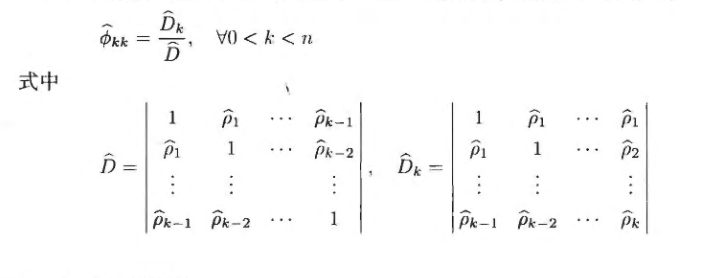 $\widehat{\phi}_{kk} = \dfrac{\widehat{D}_k}{\widehat{D}}, \quad \forall 0 < k < n$
式中
$\widehat{D} = \begin{vmatrix} 1 & \widehat{\rho}_1 & \cdots & \widehat{\rho}_{k-1} \\ \widehat{\rho}_1 & 1 & \cdots & \widehat{\rho}_{k-2} \\ \vdots & \vdots & & \vdots \\ \widehat{\rho}_{k-1} & \widehat{\rho}_{k-2} & \cdots & 1 \end{vmatrix}, \quad \widehat{D}_k = \begin{vmatrix} 1 & \widehat{\rho}_1 & \cdots & \widehat{\rho}_1 \\ \widehat{\rho}_1 & 1 & \cdots & \widehat{\rho}_2 \\ \vdots & \vdots & & \vdots \\ \widehat{\rho}_{k-1} & \widehat{\rho}_{k-2} & \cdots & \widehat{\rho}_k \end{vmatrix}$